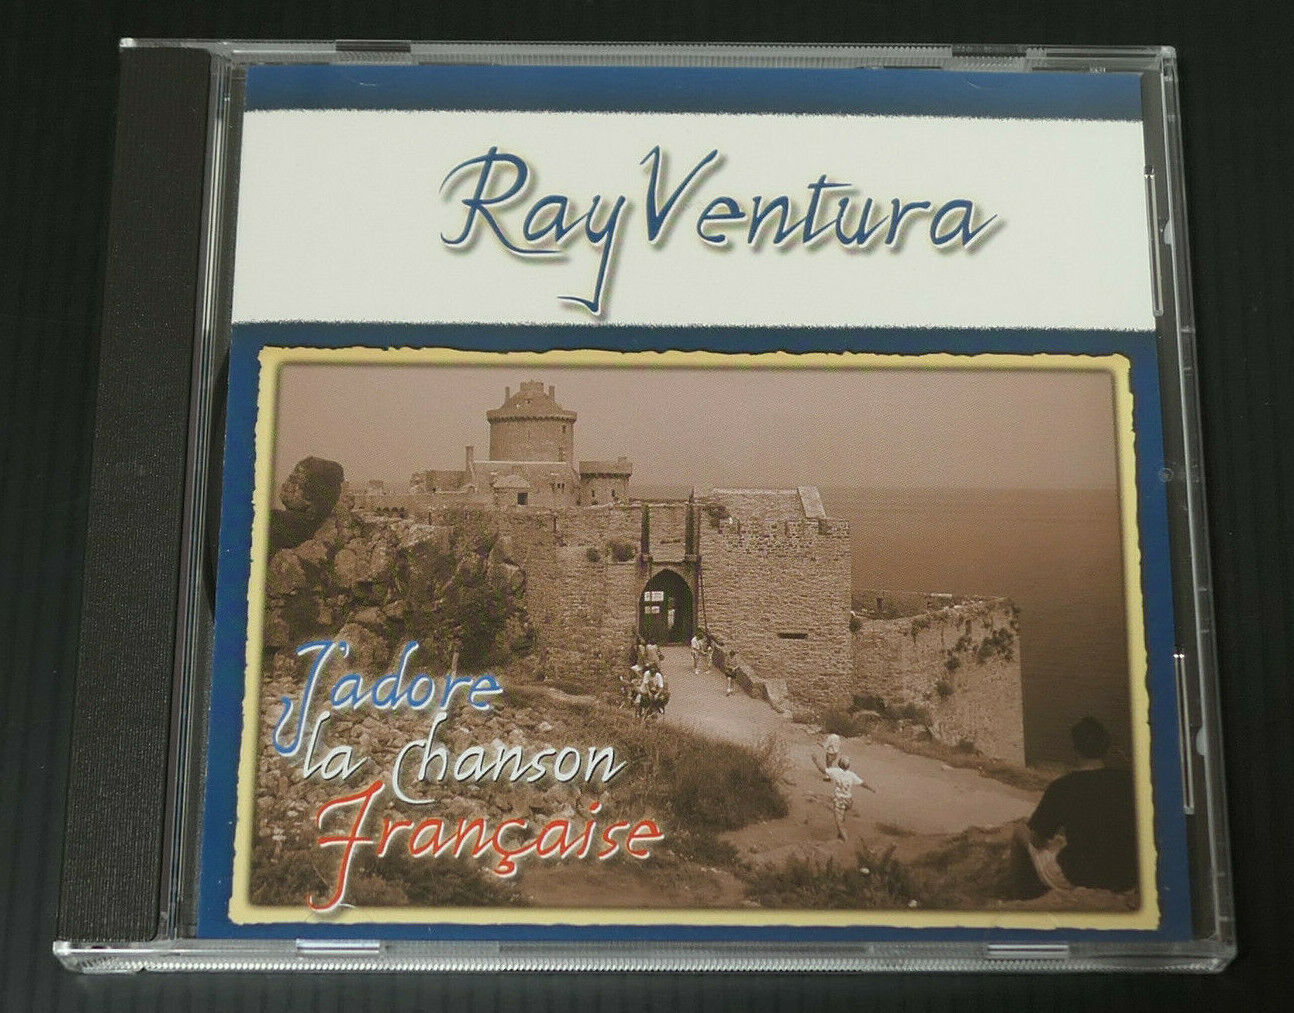 Ray Ventura
J'adore
la chanson
Française